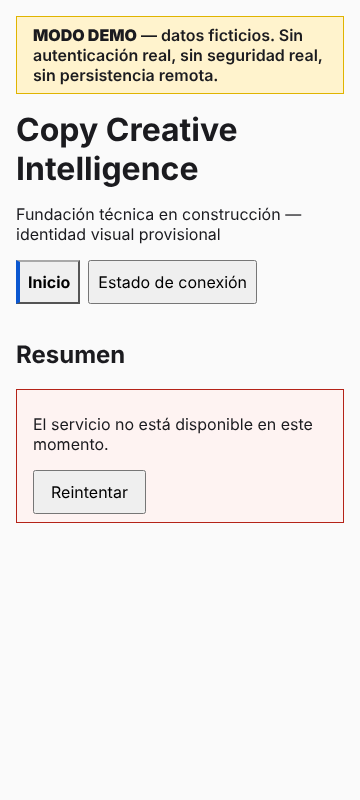 MODO DEMO — datos ficticios. Sin
autenticación real, sin seguridad real,
sin persistencia remota.
Copy Creative
Intelligence
Fundación técnica en construcción —
identidad visual provisional
Inicio
Estado de conexión
Resumen
El servicio no está disponible en este
momento.
Reintentar